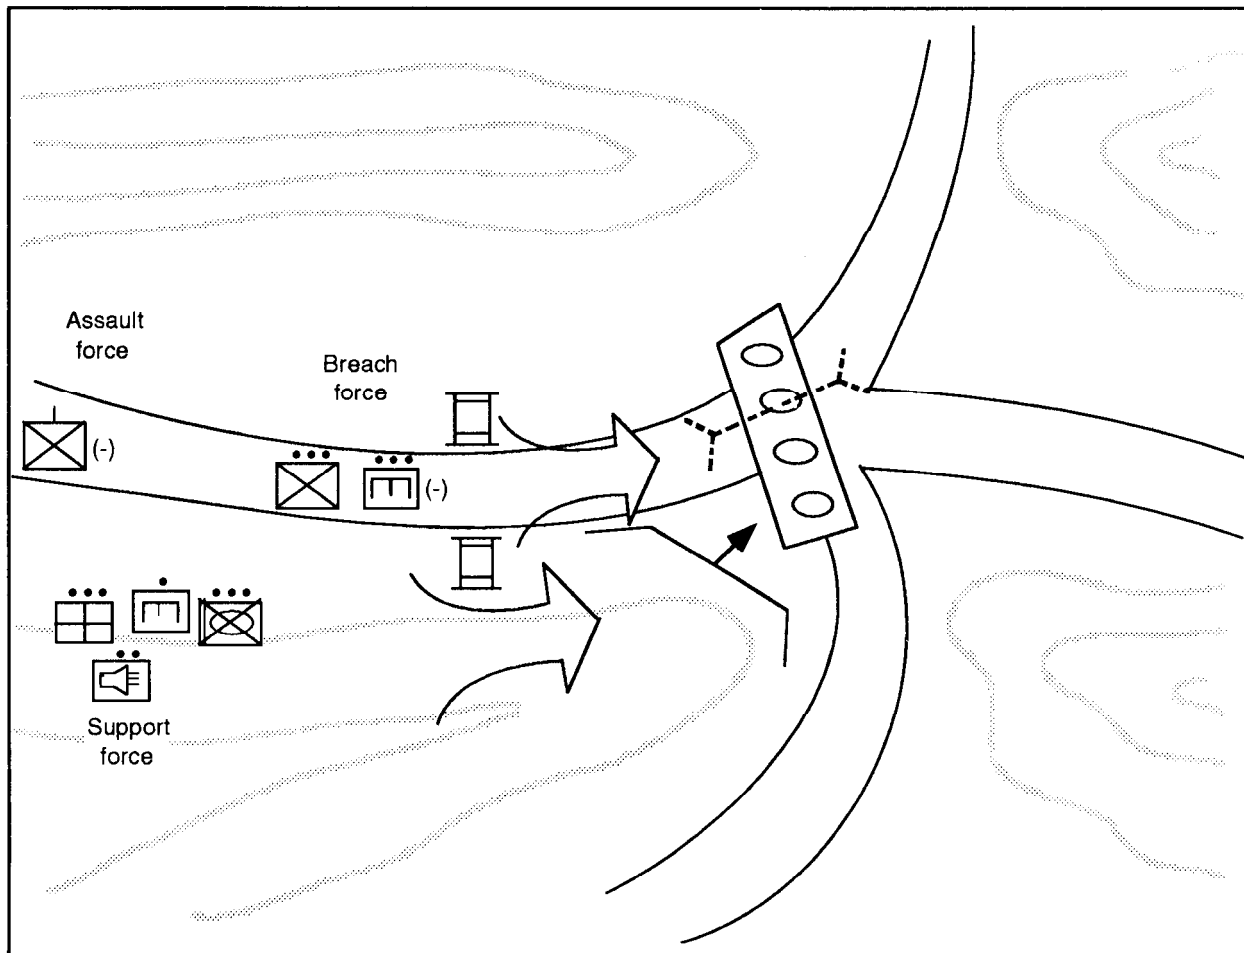 Assault
force
Breach
force
(-)
(-)
Support
force